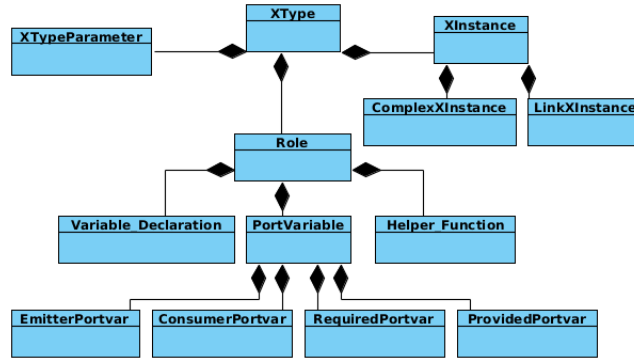 XType
XInstance
XTypeParameter
ComplexXInstance
LinkXInstance
Role
Variable_Declaration
PortVariable
Helper_Function
EmitterPortvar
ConsumerPortvar
RequiredPortvar
ProvidedPortvar